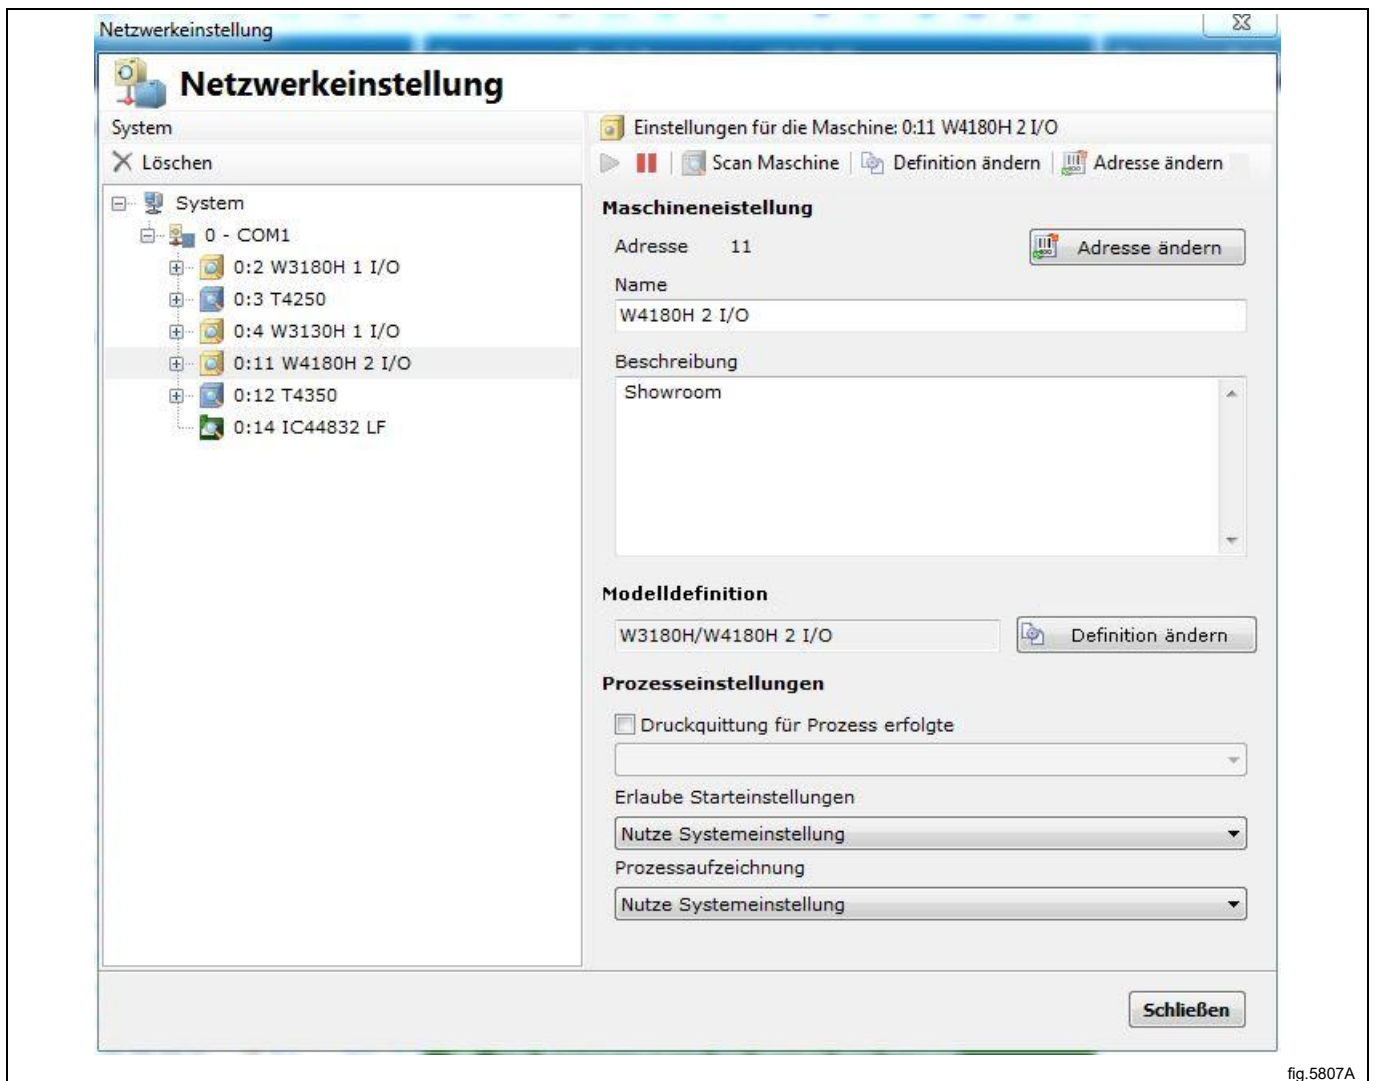 Netzwerkeinstellung
Netzwerkeinstellung
System
Löschen
System
0 - COM1
0:2 W3180H 1 I/O
0:3 T4250
0:4 W3130H 1 I/O
0:11 W4180H 2 I/O
0:12 T4350
0:14 IC44832 LF
Einstellungen für die Maschine: 0:11 W4180H 2 I/O
Scan Maschine Definition ändern Adresse ändern
Maschineneistellung
Adresse 11 Adresse ändern
Name
W4180H 2 I/O
Beschreibung
Showroom
Modelldefinition
W3180H/W4180H 2 I/O Definition ändern
Prozesseinstellungen
Druckquittung für Prozess erfolgte
Erlaube Starteinstellungen
Nutze Systemeinstellung
Prozessaufzeichnung
Nutze Systemeinstellung
Schließen
fig.5807A